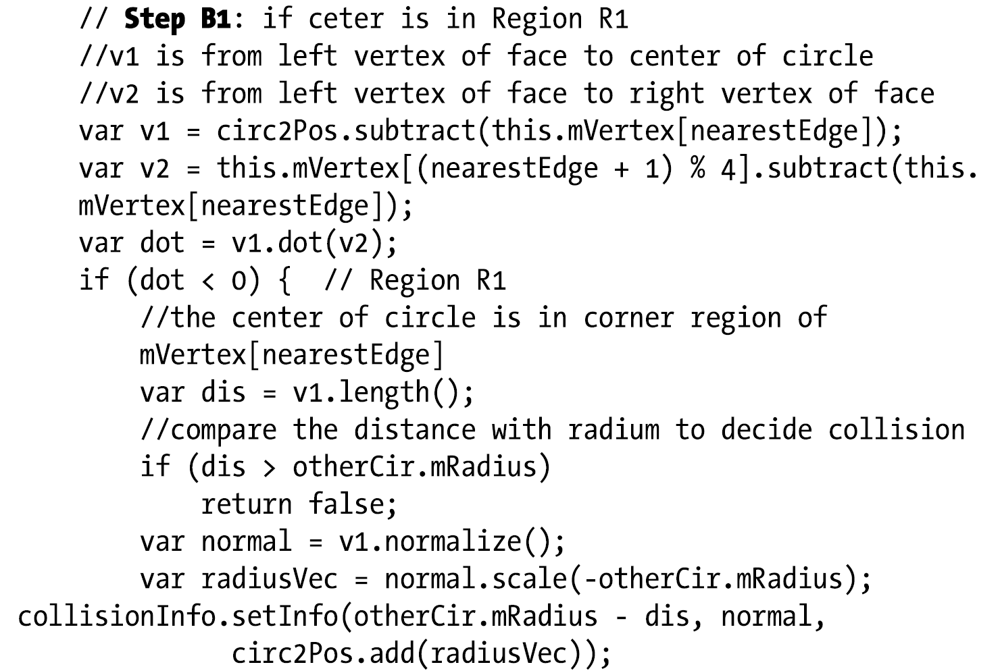 // Step B1: if ceter is in Region R1
//v1 is from left vertex of face to center of circle
//v2 is from left vertex of face to right vertex of face
var v1 = circ2Pos.subtract(this.mVertex[nearestEdge]);
var v2 = this.mVertex[(nearestEdge + 1) % 4].subtract(this.
mVertex[nearestEdge]);
var dot = v1.dot(v2);
if (dot < 0) {  // Region R1
//the center of circle is in corner region of
mVertex[nearestEdge]
var dis = v1.length();
//compare the distance with radium to decide collision
if (dis > otherCir.mRadius)
return false;
var normal = v1.normalize();
var radiusVec = normal.scale(-otherCir.mRadius);
collisionInfo.setInfo(otherCir.mRadius - dis, normal,
circ2Pos.add(radiusVec));